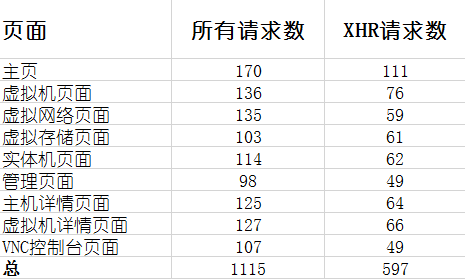 页面 所有请求数 XHR请求数
主页 170 111
虚拟机页面 136 76
虚拟网络页面 135 59
虚拟存储页面 103 61
实体机页面 114 62
管理页面 98 49
主机详情页面 125 64
虚拟机详情页面 127 66
VNC控制台页面 107 49
总 1115 597